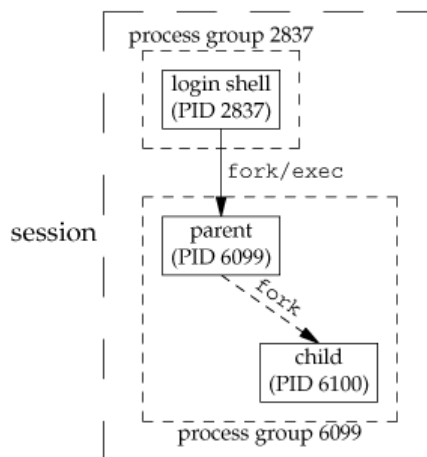 process group 2837
login shell
(PID 2837)
fork/exec
session
parent
(PID 6099)
fork
child
(PID 6100)
process group 6099